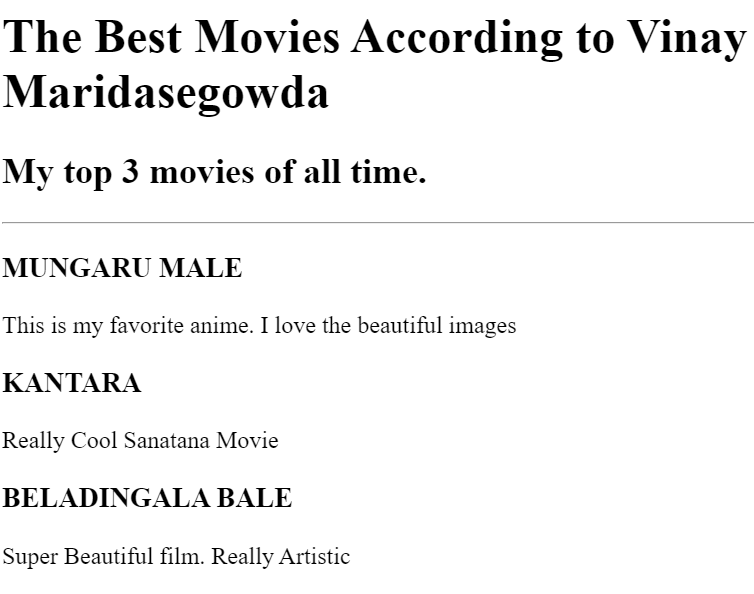 The Best Movies According to Vinay
Maridasegowda
My top 3 movies of all time.
MUNGARU MALE
This is my favorite anime. I love the beautiful images
KANTARA
Really Cool Sanatana Movie
BELADINGALA BALE
Super Beautiful film. Really Artistic